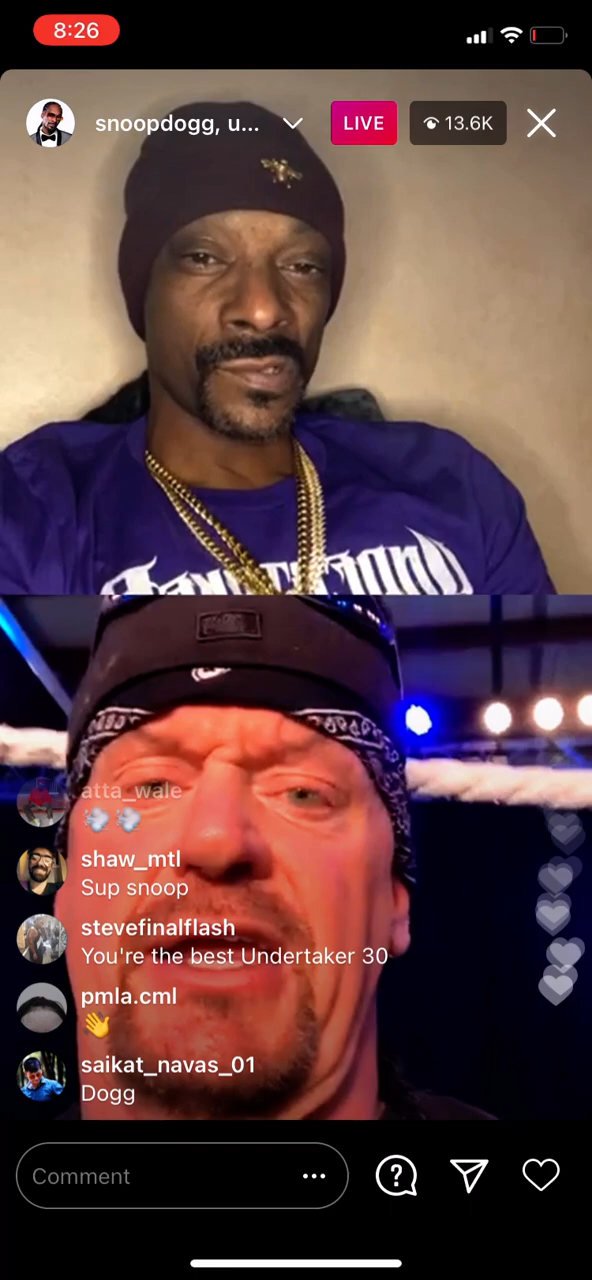 8:26
snoopdogg, u...
LIVE
13.6K
atta_wale
shaw_mtl
Sup snoop
stevefinalflash
You're the best Undertaker 30
pmla.cml
saikat_navas_01
Dogg
Comment